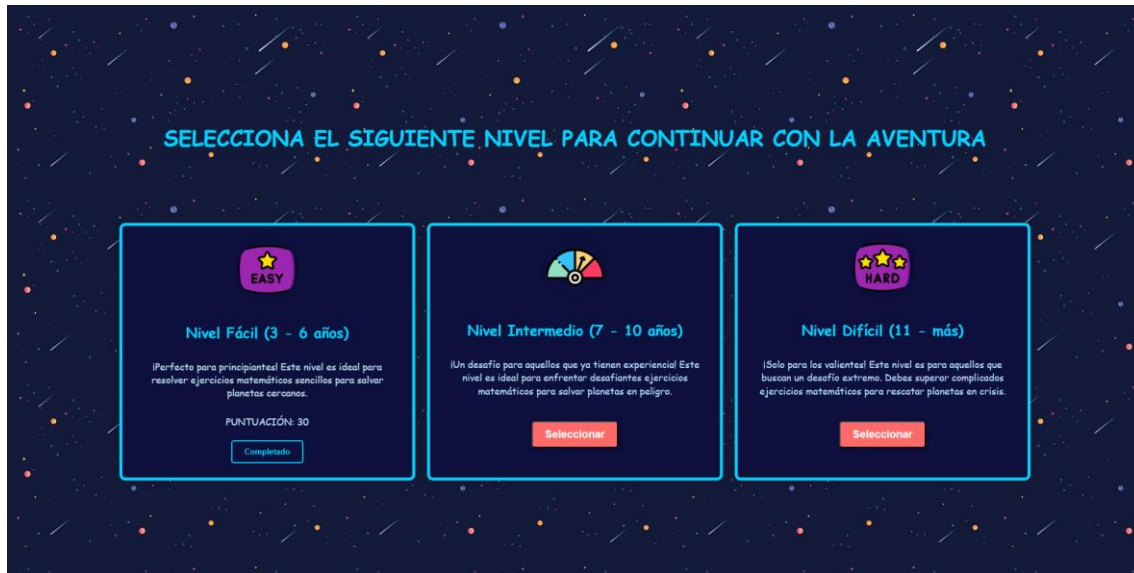 SELECCIONA EL SIGUIENTE NIVEL PARA CONTINUAR CON LA AVENTURA
EASY
Nivel Fácil (3 - 6 años)
¡Perfecto para principiantes! Este nivel es ideal para
resolver ejercicios matemáticos sencillos para salvar
planetas cercanos.
PUNTUACIÓN: 30
Completado
Nivel Intermedio (7 - 10 años)
¡Un desafío para aquellos que ya tienen experiencia! Este
nivel es ideal para enfrentar desafiantes ejercicios
matemáticos para salvar planetas en peligro.
Seleccionar
HARD
Nivel Difícil (11 - más)
¡Solo para los valientes! Este nivel es para aquellos que
buscan un desafío extremo. Debes superar complicados
ejercicios matemáticos para rescatar planetas en crisis.
Seleccionar